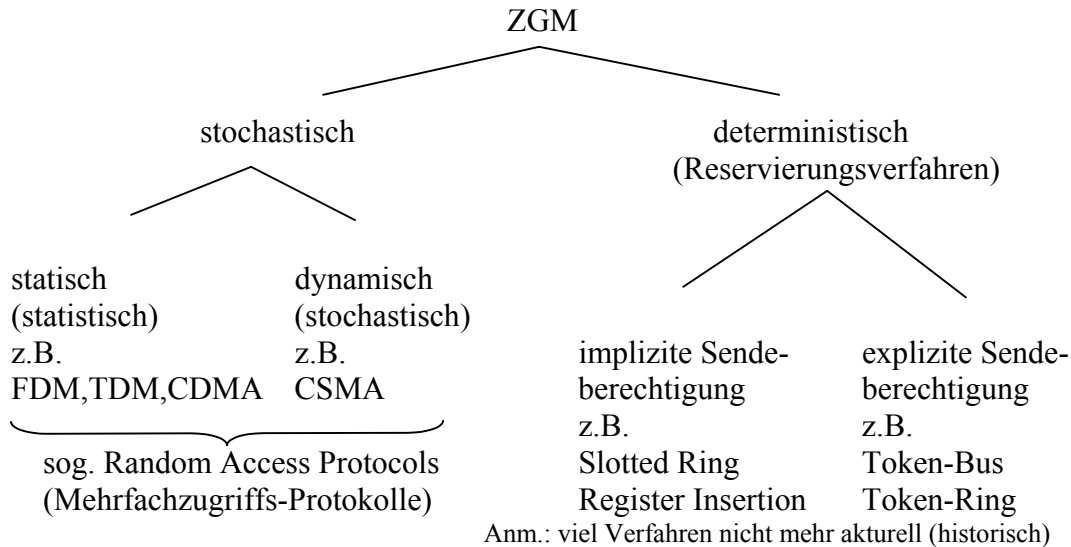 ZGM
stochastisch
deterministisch
(Reservierungsverfahren)
statisch
(statistisch)
z.B.
FDM,TDM,CDMA
dynamisch
(stochastisch)
z.B.
CSMA
sog. Random Access Protocols
(Mehrfachzugriffs-Protokolle)
implizite Sende-
berechtigung
z.B.
Slotted Ring
Register Insertion
explizite Sende-
berechtigung
z.B.
Token-Bus
Token-Ring
Anm.: viel Verfahren nicht mehr akturell (historisch)